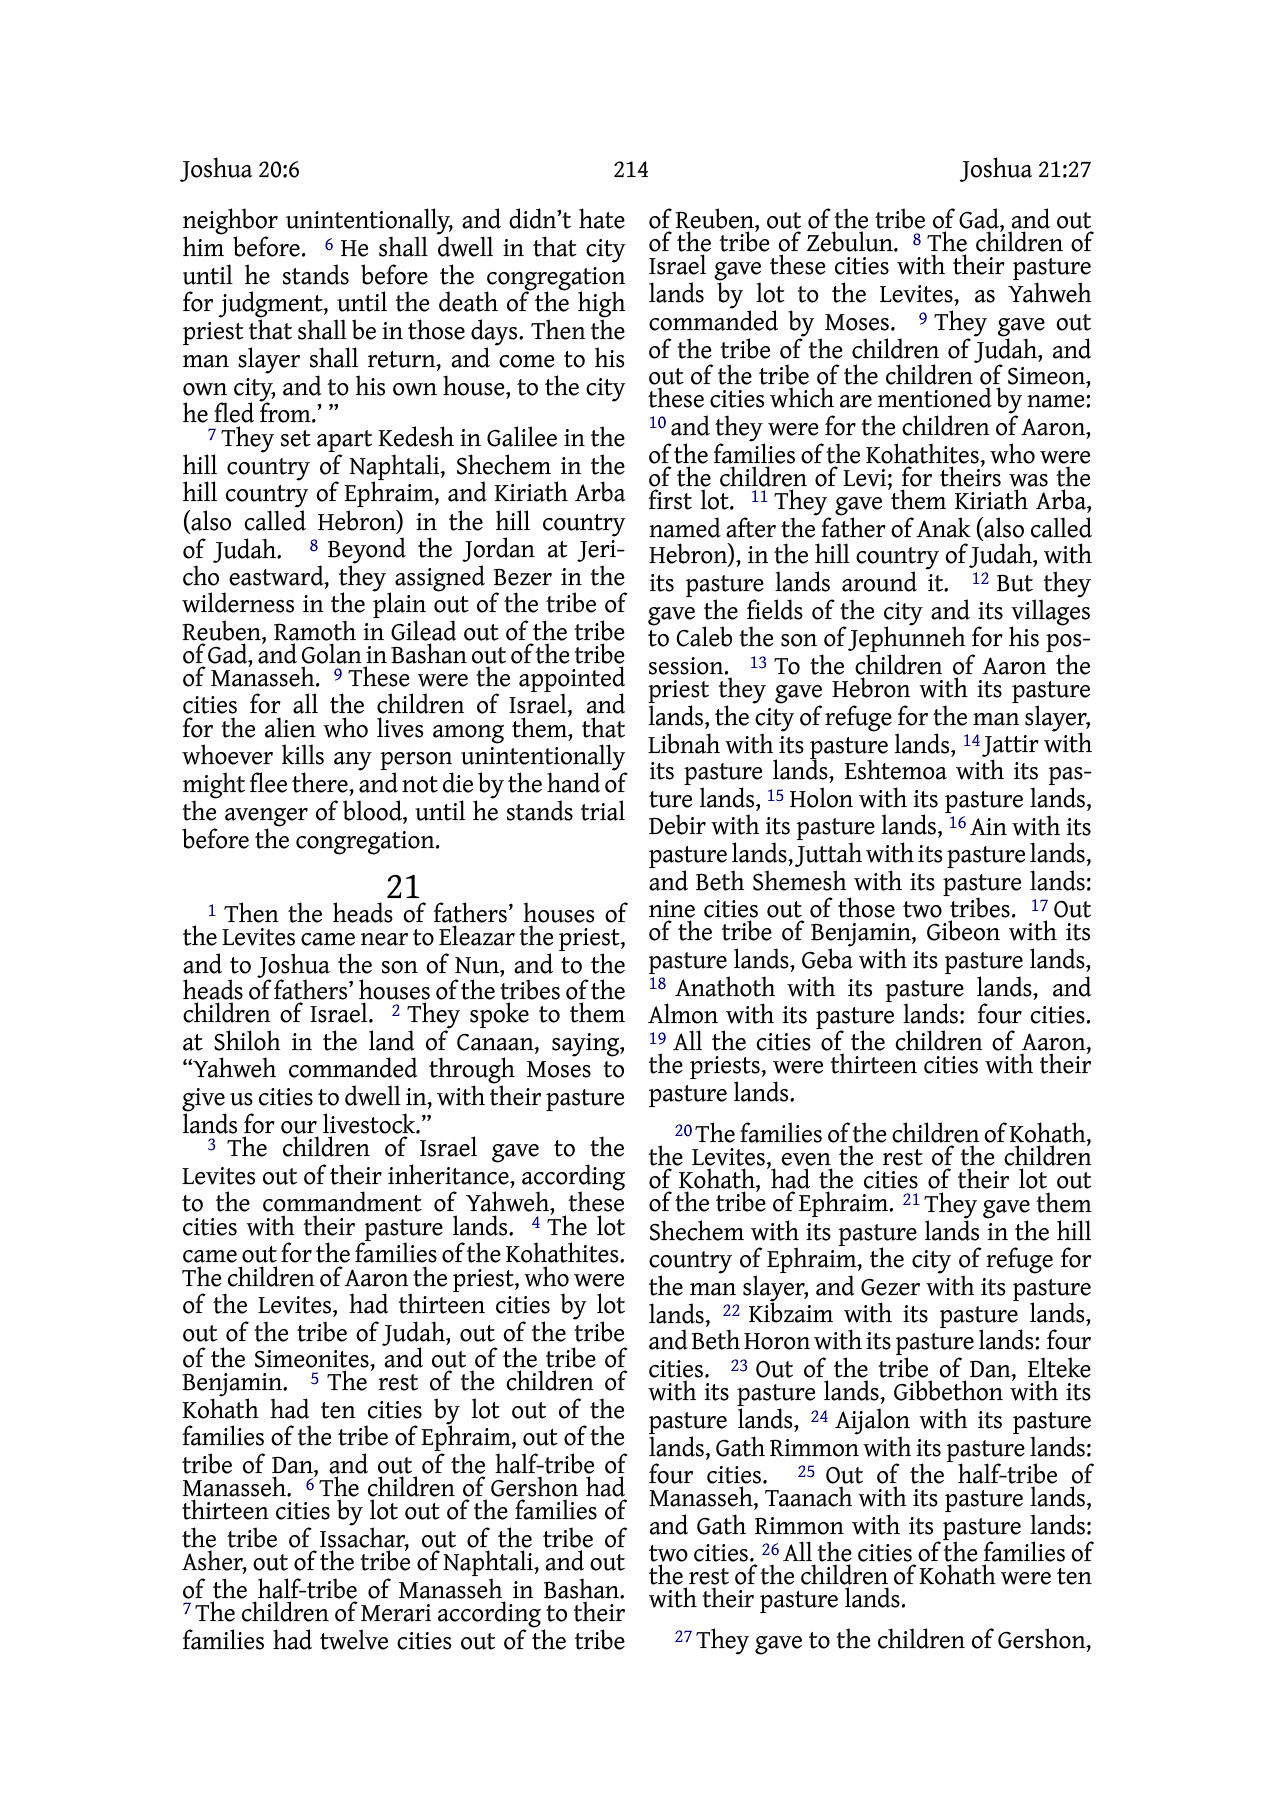 Joshua 20:6 214 Joshua 21:27
neighbor unintentionally, and didn’t hate
him before. 6 He shall dwell in that city
until he stands before the congregation
for judgment, until the death of the high
priest that shall be in those days. Then the
man slayer shall return, and come to his
own city, and to his own house, to the city
he fled from.’ ”
7 They set apart Kedesh in Galilee in the
hill country of Naphtali, Shechem in the
hill country of Ephraim, and Kiriath Arba
(also called Hebron) in the hill country
of Judah. 8 Beyond the Jordan at Jeri-
cho eastward, they assigned Bezer in the
wilderness in the plain out of the tribe of
Reuben, Ramoth in Gilead out of the tribe
of Gad, and Golan in Bashan out of the tribe
of Manasseh. 9 These were the appointed
cities for all the children of Israel, and
for the alien who lives among them, that
whoever kills any person unintentionally
might flee there, and not die by the hand of
the avenger of blood, until he stands trial
before the congregation.
21
1 Then the heads of fathers’ houses of
the Levites came near to Eleazar the priest,
and to Joshua the son of Nun, and to the
heads of fathers’ houses of the tribes of the
children of Israel. 2 They spoke to them
at Shiloh in the land of Canaan, saying,
“Yahweh commanded through Moses to
give us cities to dwell in, with their pasture
lands for our livestock.”
3 The children of Israel gave to the
Levites out of their inheritance, according
to the commandment of Yahweh, these
cities with their pasture lands. 4 The lot
came out for the families of the Kohathites.
The children of Aaron the priest, who were
of the Levites, had thirteen cities by lot
out of the tribe of Judah, out of the tribe
of the Simeonites, and out of the tribe of
Benjamin. 5 The rest of the children of
Kohath had ten cities by lot out of the
families of the tribe of Ephraim, out of the
tribe of Dan, and out of the half-tribe of
Manasseh. 6 The children of Gershon had
thirteen cities by lot out of the families of
the tribe of Issachar, out of the tribe of
Asher, out of the tribe of Naphtali, and out
of the half-tribe of Manasseh in Bashan.
7 The children of Merari according to their
families had twelve cities out of the tribe
of Reuben, out of the tribe of Gad, and out
of the tribe of Zebulun. 8 The children of
Israel gave these cities with their pasture
lands by lot to the Levites, as Yahweh
commanded by Moses. 9 They gave out
of the tribe of the children of Judah, and
out of the tribe of the children of Simeon,
these cities which are mentioned by name:
10 and they were for the children of Aaron,
of the families of the Kohathites, who were
of the children of Levi; for theirs was the
first lot. 11 They gave them Kiriath Arba,
named after the father of Anak (also called
Hebron), in the hill country of Judah, with
its pasture lands around it. 12 But they
gave the fields of the city and its villages
to Caleb the son of Jephunneh for his pos-
session. 13 To the children of Aaron the
priest they gave Hebron with its pasture
lands, the city of refuge for the man slayer,
Libnah with its pasture lands, 14 Jattir with
its pasture lands, Eshtemoa with its pas-
ture lands, 15 Holon with its pasture lands,
Debir with its pasture lands, 16 Ain with its
pasture lands, Juttah with its pasture lands,
and Beth Shemesh with its pasture lands:
nine cities out of those two tribes. 17 Out
of the tribe of Benjamin, Gibeon with its
pasture lands, Geba with its pasture lands,
18 Anathoth with its pasture lands, and
Almon with its pasture lands: four cities.
19 All the cities of the children of Aaron,
the priests, were thirteen cities with their
pasture lands.
20 The families of the children of Kohath,
the Levites, even the rest of the children
of Kohath, had the cities of their lot out
of the tribe of Ephraim. 21 They gave them
Shechem with its pasture lands in the hill
country of Ephraim, the city of refuge for
the man slayer, and Gezer with its pasture
lands, 22 Kibzaim with its pasture lands,
and Beth Horon with its pasture lands: four
cities. 23 Out of the tribe of Dan, Elteke
with its pasture lands, Gibbethon with its
pasture lands, 24 Aijalon with its pasture
lands, Gath Rimmon with its pasture lands:
four cities. 25 Out of the half-tribe of
Manasseh, Taanach with its pasture lands,
and Gath Rimmon with its pasture lands:
two cities. 26 All the cities of the families of
the rest of the children of Kohath were ten
with their pasture lands.
27 They gave to the children of Gershon,